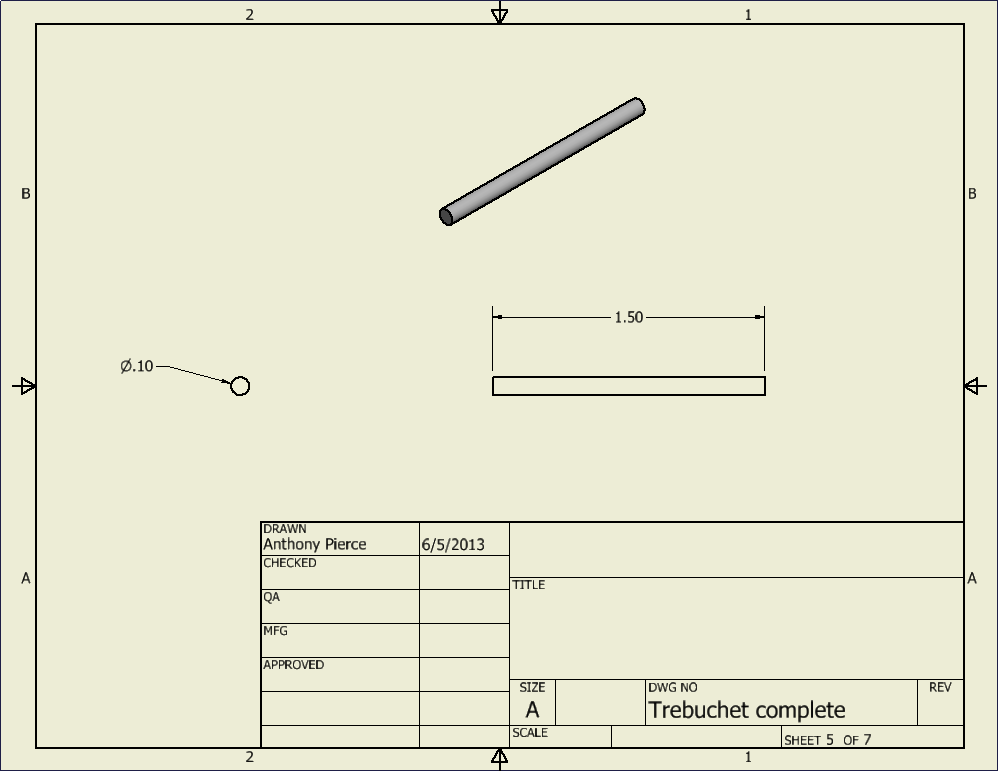 2 1
B B
1.50
Ø.10
DRAWN
Anthony Pierce 6/5/2013
CHECKED
A A
TITLE
QA
MFG
APPROVED
SIZE DWG NO REV
A Trebuchet complete
SCALE
SHEET 5 OF 7
2 1